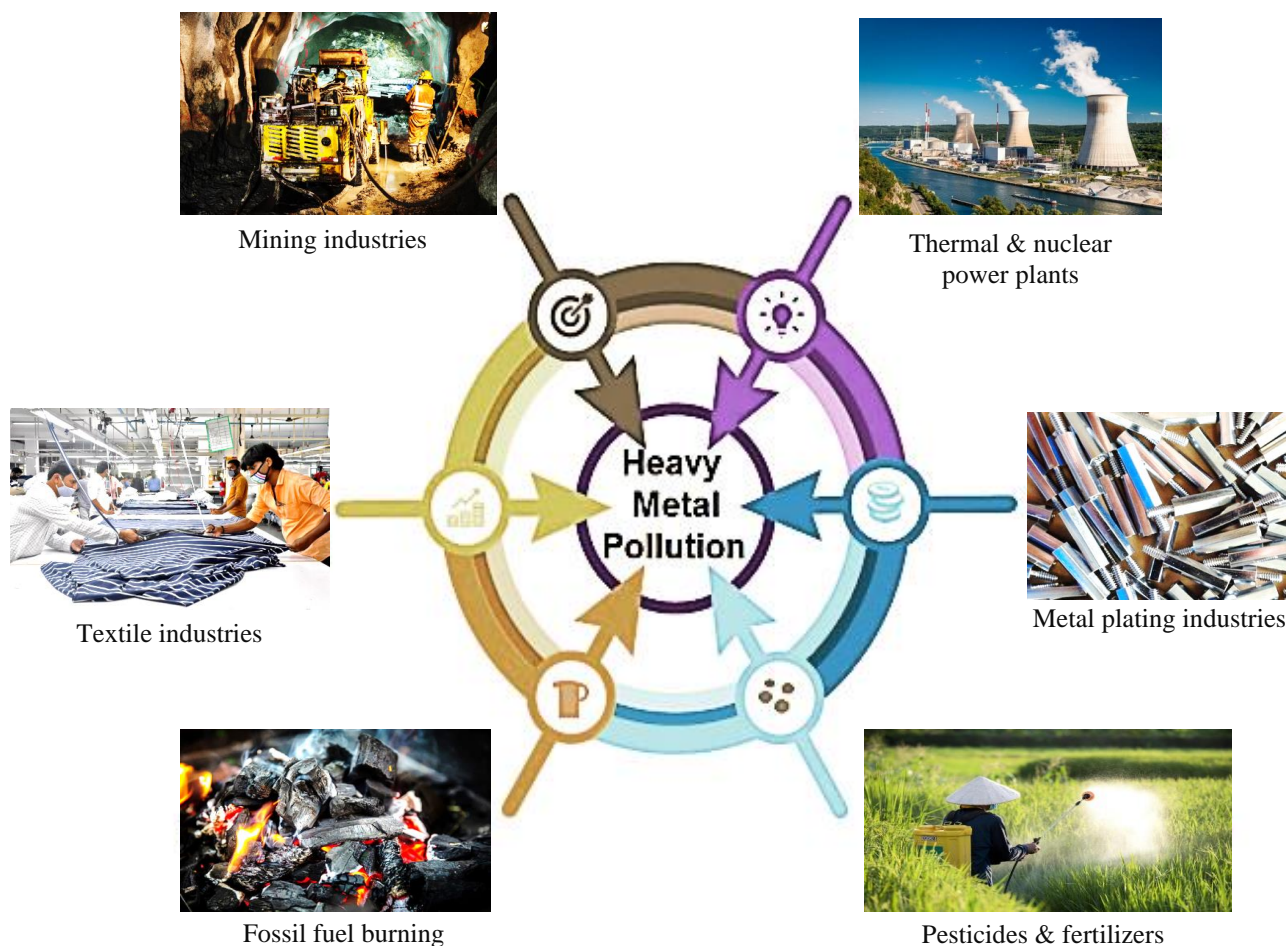 Mining industries
Thermal & nuclear
power plants
Heavy
Metal
Pollution
Textile industries
Metal plating industries
Fossil fuel burning
Pesticides & fertilizers